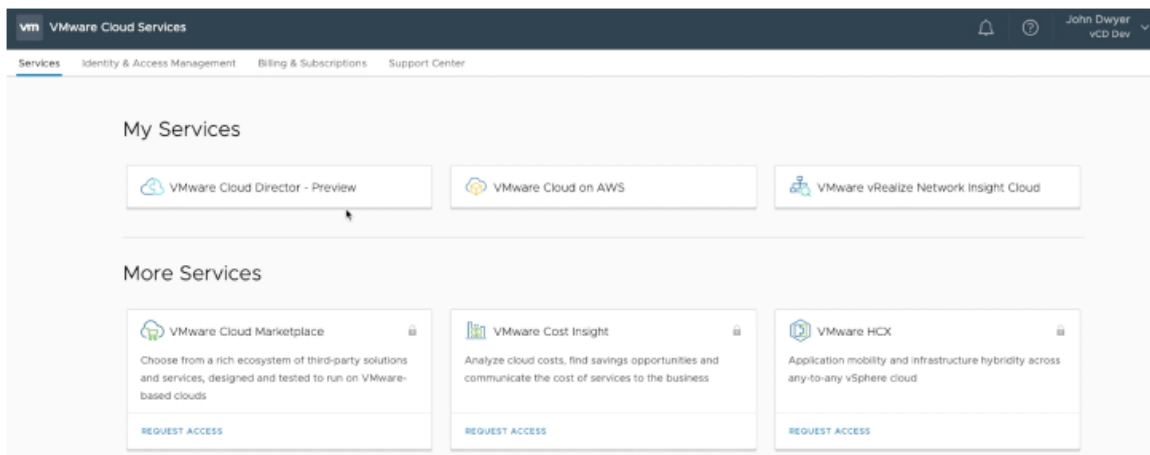 vm VMware Cloud Services
John Dwyer
vCD Dev
Services Identity & Access Management Billing & Subscriptions Support Center
My Services
VMware Cloud Director - Preview VMware Cloud on AWS VMware vRealize Network Insight Cloud
More Services
VMware Cloud Marketplace
Choose from a rich ecosystem of third-party solutions
and services, designed and tested to run on VMware-
based clouds
REQUEST ACCESS
VMware Cost Insight
Analyze cloud costs, find savings opportunities and
communicate the cost of services to the business
REQUEST ACCESS
VMware HCX
Application mobility and infrastructure hybridity across
any-to-any vSphere cloud
REQUEST ACCESS